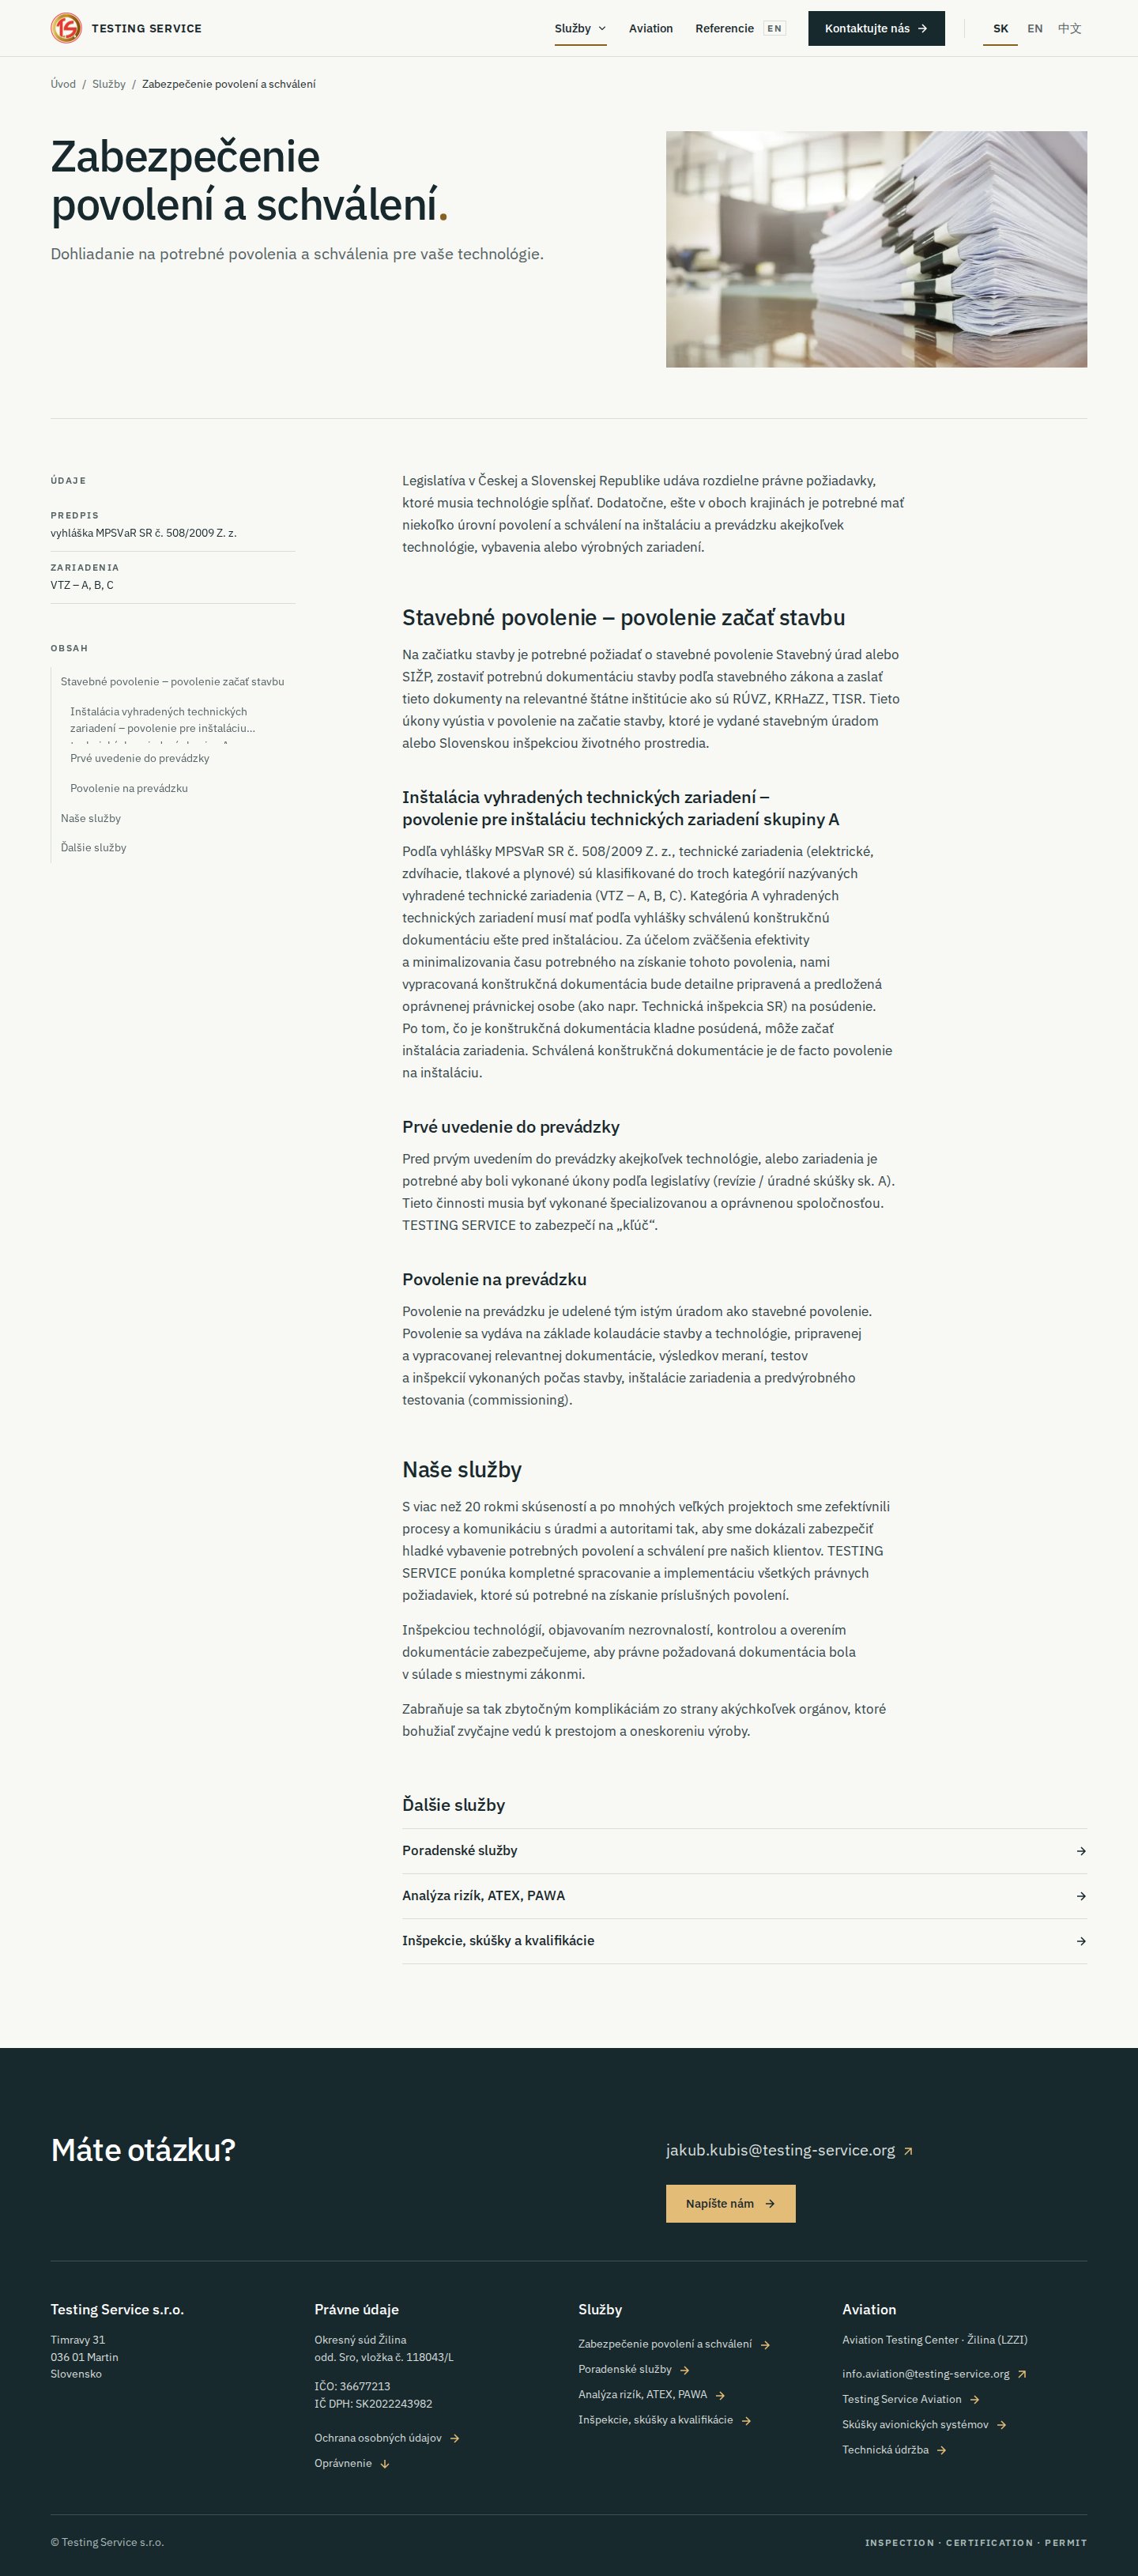 TESTING SERVICE
Služby
Aviation
Referencie EN
Kontaktujte nás
SK EN 中文
Úvod / Služby / Zabezpečenie povolení a schválení
Zabezpečenie
povolení a schválení.
Dohliadanie na potrebné povolenia a schválenia pre vaše technológie.
ÚDAJE
PREDPIS
vyhláška MPSVaR SR č. 508/2009 Z. z.
ZARIADENIA
VTZ – A, B, C
OBSAH
Stavebné povolenie – povolenie začať stavbu
Inštalácia vyhradených technických
zariadení – povolenie pre inštaláciu…
Prvé uvedenie do prevádzky
Povolenie na prevádzku
Naše služby
Ďalšie služby
Legislatíva v Českej a Slovenskej Republike udáva rozdielne právne požiadavky,
ktoré musia technológie spĺňať. Dodatočne, ešte v oboch krajinách je potrebné mať
niekoľko úrovní povolení a schválení na inštaláciu a prevádzku akejkoľvek
technológie, vybavenia alebo výrobných zariadení.
Stavebné povolenie – povolenie začať stavbu
Na začiatku stavby je potrebné požiadať o stavebné povolenie Stavebný úrad alebo
SIŽP, zostaviť potrebnú dokumentáciu stavby podľa stavebného zákona a zaslať
tieto dokumenty na relevantné štátne inštitúcie ako sú RÚVZ, KRHaZZ, TISR. Tieto
úkony vyústia v povolenie na začatie stavby, ktoré je vydané stavebným úradom
alebo Slovenskou inšpekciou životného prostredia.
Inštalácia vyhradených technických zariadení –
povolenie pre inštaláciu technických zariadení skupiny A
Podľa vyhlášky MPSVaR SR č. 508/2009 Z. z., technické zariadenia (elektrické,
zdvíhacie, tlakové a plynové) sú klasifikované do troch kategórií nazývaných
vyhradené technické zariadenia (VTZ – A, B, C). Kategória A vyhradených
technických zariadení musí mať podľa vyhlášky schválenú konštrukčnú
dokumentáciu ešte pred inštaláciou. Za účelom zväčšenia efektivity
a minimalizovania času potrebného na získanie tohoto povolenia, nami
vypracovaná konštrukčná dokumentácia bude detailne pripravená a predložená
oprávnenej právnickej osobe (ako napr. Technická inšpekcia SR) na posúdenie.
Po tom, čo je konštrukčná dokumentácia kladne posúdená, môže začať
inštalácia zariadenia. Schválená konštrukčná dokumentácie je de facto povolenie
na inštaláciu.
Prvé uvedenie do prevádzky
Pred prvým uvedením do prevádzky akejkoľvek technológie, alebo zariadenia je
potrebné aby boli vykonané úkony podľa legislatívy (revízie / úradné skúšky sk. A).
Tieto činnosti musia byť vykonané špecializovanou a oprávnenou spoločnosťou.
TESTING SERVICE to zabezpečí na „kľúč“.
Povolenie na prevádzku
Povolenie na prevádzku je udelené tým istým úradom ako stavebné povolenie.
Povolenie sa vydáva na základe kolaudácie stavby a technológie, pripravenej
a vypracovanej relevantnej dokumentácie, výsledkov meraní, testov
a inšpekcií vykonaných počas stavby, inštalácie zariadenia a predvýrobného
testovania (commissioning).
Naše služby
S viac než 20 rokmi skúseností a po mnohých veľkých projektoch sme zefektívnili
procesy a komunikáciu s úradmi a autoritami tak, aby sme dokázali zabezpečiť
hladké vybavenie potrebných povolení a schválení pre našich klientov. TESTING
SERVICE ponúka kompletné spracovanie a implementáciu všetkých právnych
požiadaviek, ktoré sú potrebné na získanie príslušných povolení.
Inšpekciou technológií, objavovaním nezrovnalostí, kontrolou a overením
dokumentácie zabezpečujeme, aby právne požadovaná dokumentácia bola
v súlade s miestnymi zákonmi.
Zabraňuje sa tak zbytočným komplikáciám zo strany akýchkoľvek orgánov, ktoré
bohužiaľ zvyčajne vedú k prestojom a oneskoreniu výroby.
Ďalšie služby
Poradenské služby
Analýza rizík, ATEX, PAWA
Inšpekcie, skúšky a kvalifikácie
Máte otázku?
jakub.kubis@testing-service.org
Napíšte nám
Testing Service s.r.o.
Timravy 31
036 01 Martin
Slovensko
Právne údaje
Okresný súd Žilina
odd. Sro, vložka č. 118043/L
IČO: 36677213
IČ DPH: SK2022243982
Ochrana osobných údajov
Oprávnenie
Služby
Zabezpečenie povolení a schválení
Poradenské služby
Analýza rizík, ATEX, PAWA
Inšpekcie, skúšky a kvalifikácie
Aviation
Aviation Testing Center · Žilina (LZZI)
info.aviation@testing-service.org
Testing Service Aviation
Skúšky avionických systémov
Technická údržba
© Testing Service s.r.o.
INSPECTION · CERTIFICATION · PERMIT